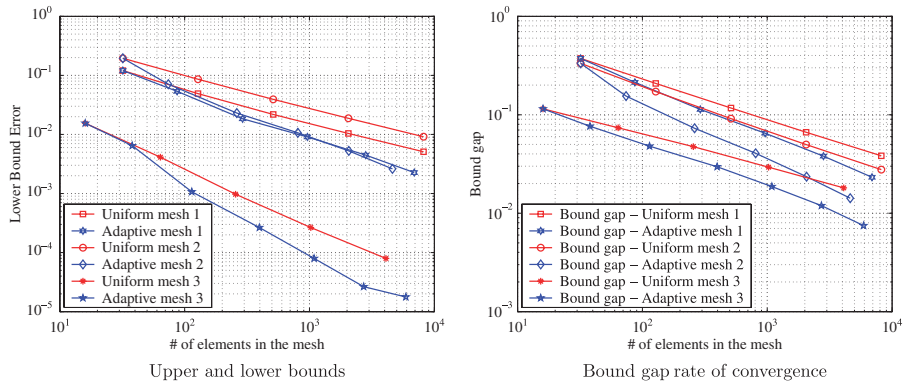 10^0
10^-1
10^-2
10^-3
10^-4
10^-5
Lower Bound Error
Uniform mesh 1
Adaptive mesh 1
Uniform mesh 2
Adaptive mesh 2
Uniform mesh 3
Adaptive mesh 3
10^1 10^2 10^3 10^4
# of elements in the mesh
Upper and lower bounds
10^0
10^-1
10^-2
10^-3
Bound gap
Bound gap – Uniform mesh 1
Bound gap – Adaptive mesh 1
Bound gap – Uniform mesh 2
Bound gap – Adaptive mesh 2
Bound gap – Uniform mesh 3
Bound gap – Adaptive mesh 3
10^1 10^2 10^3 10^4
# of elements in the mesh
Bound gap rate of convergence